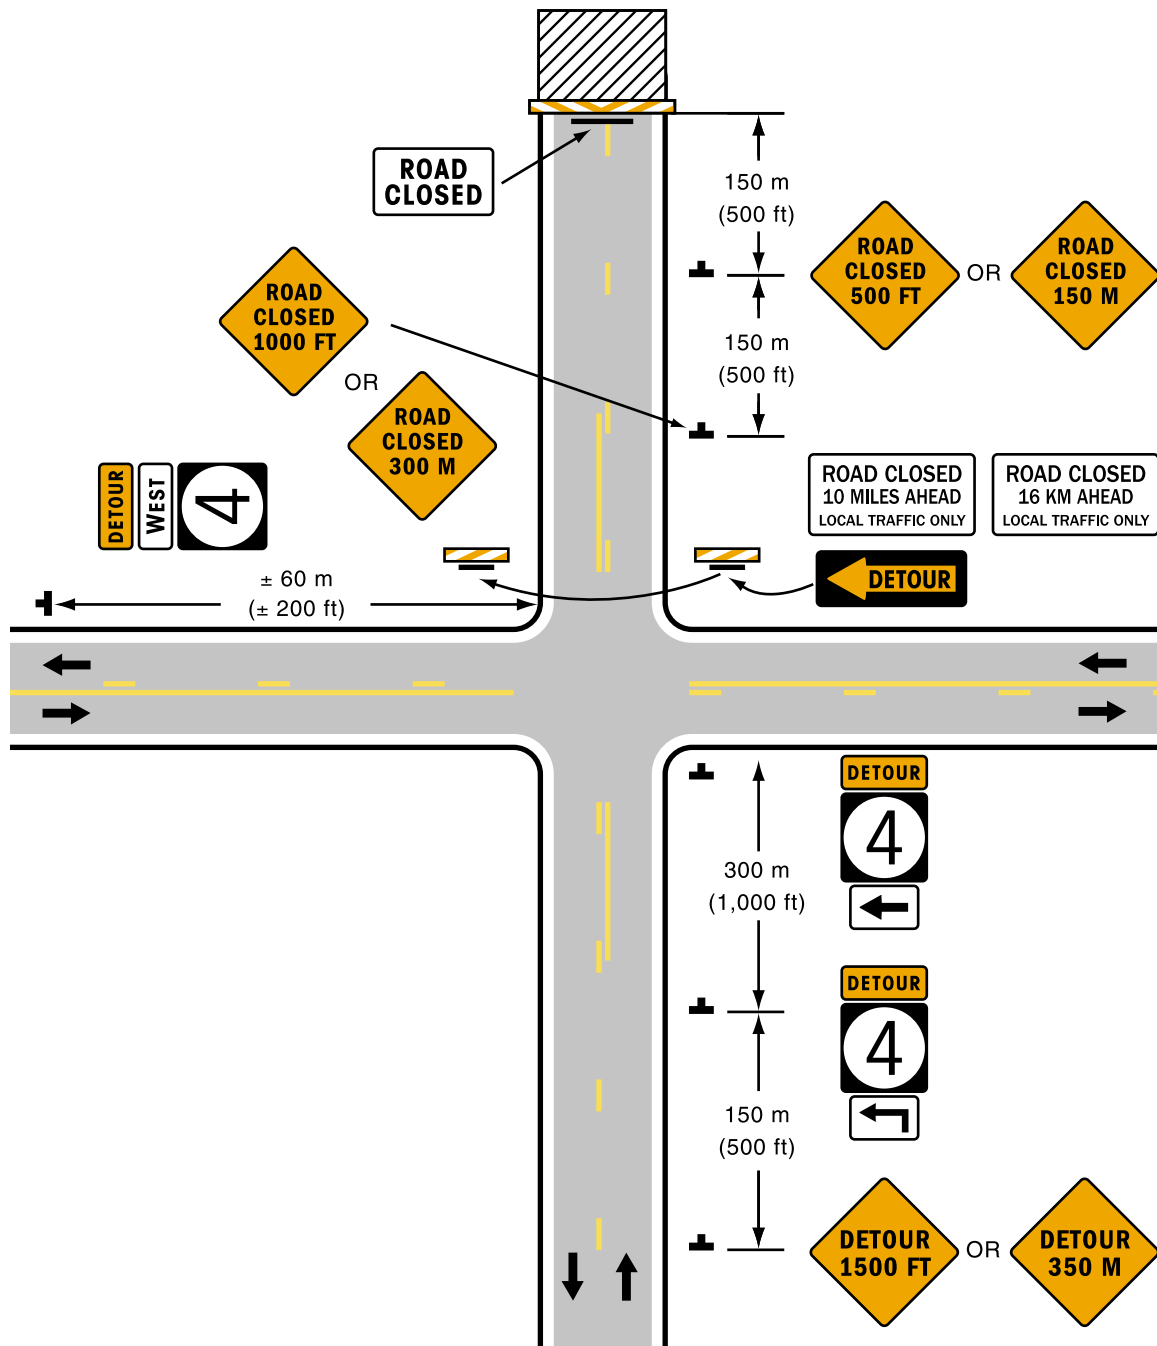 ROAD
CLOSED
150 m
(500 ft)
ROAD
CLOSED
500 FT
OR
ROAD
CLOSED
150 M
ROAD
CLOSED
1000 FT
OR
ROAD
CLOSED
300 M
150 m
(500 ft)
DETOUR
WEST
4
ROAD CLOSED
10 MILES AHEAD
LOCAL TRAFFIC ONLY
ROAD CLOSED
16 KM AHEAD
LOCAL TRAFFIC ONLY
DETOUR
± 60 m
(± 200 ft)
DETOUR
4
300 m
(1,000 ft)
DETOUR
4
150 m
(500 ft)
DETOUR
1500 FT
OR
DETOUR
350 M